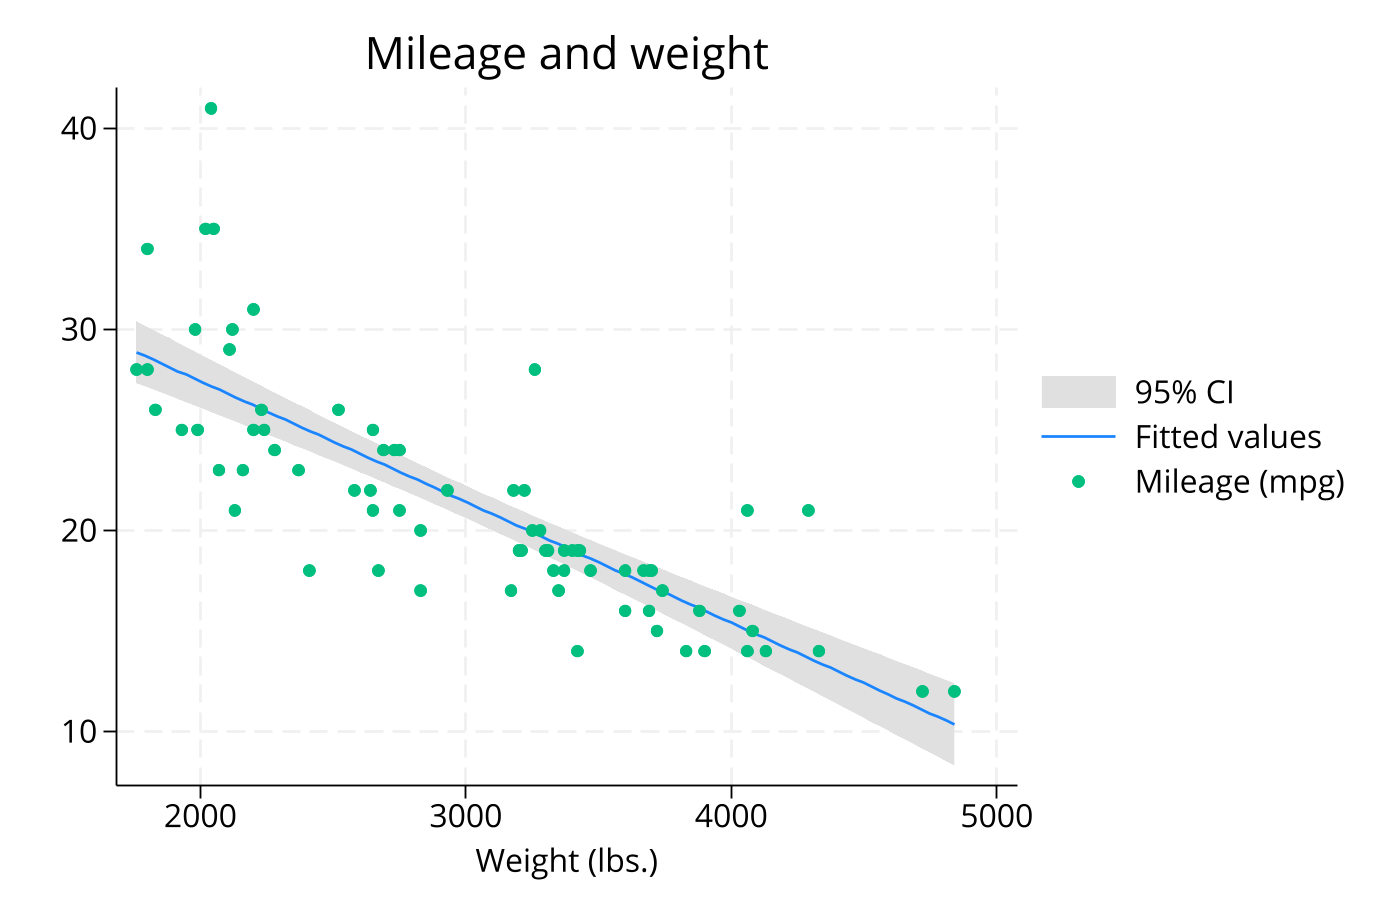 Mileage and weight
40
30
20
10
2000 3000 4000 5000
Weight (lbs.)
95% CI
Fitted values
Mileage (mpg)